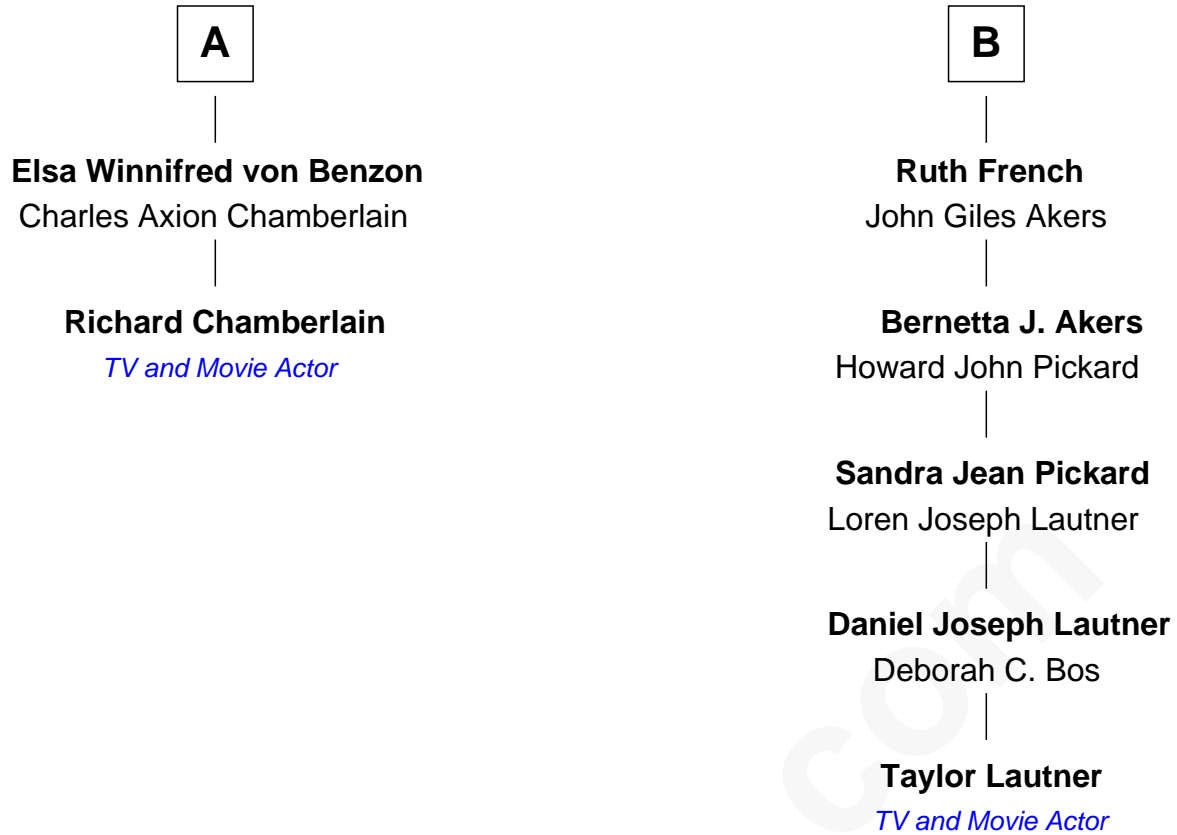 A
Elsa Winnifred von Benzon
Charles Axion Chamberlain
Richard Chamberlain
TV and Movie Actor
B
Ruth French
John Giles Akers
Bernetta J. Akers
Howard John Pickard
Sandra Jean Pickard
Loren Joseph Lautner
Daniel Joseph Lautner
Deborah C. Bos
Taylor Lautner
TV and Movie Actor
com